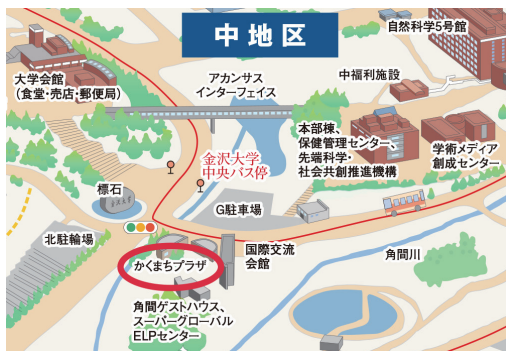 中地区
自然科学5号館
大学会館
(食堂・売店・郵便局)
アカンサス
インターフェイス
中福利施設
本部棟、
保健管理センター、
先端科学・
社会共創推進機構
学術メディア
創成センター
金沢大学
中央バス停
標石
G駐車場
北駐輪場
かくまちプラザ
国際交流
会館
角間川
角間ゲストハウス、
スーパーグローバル
ELPセンター